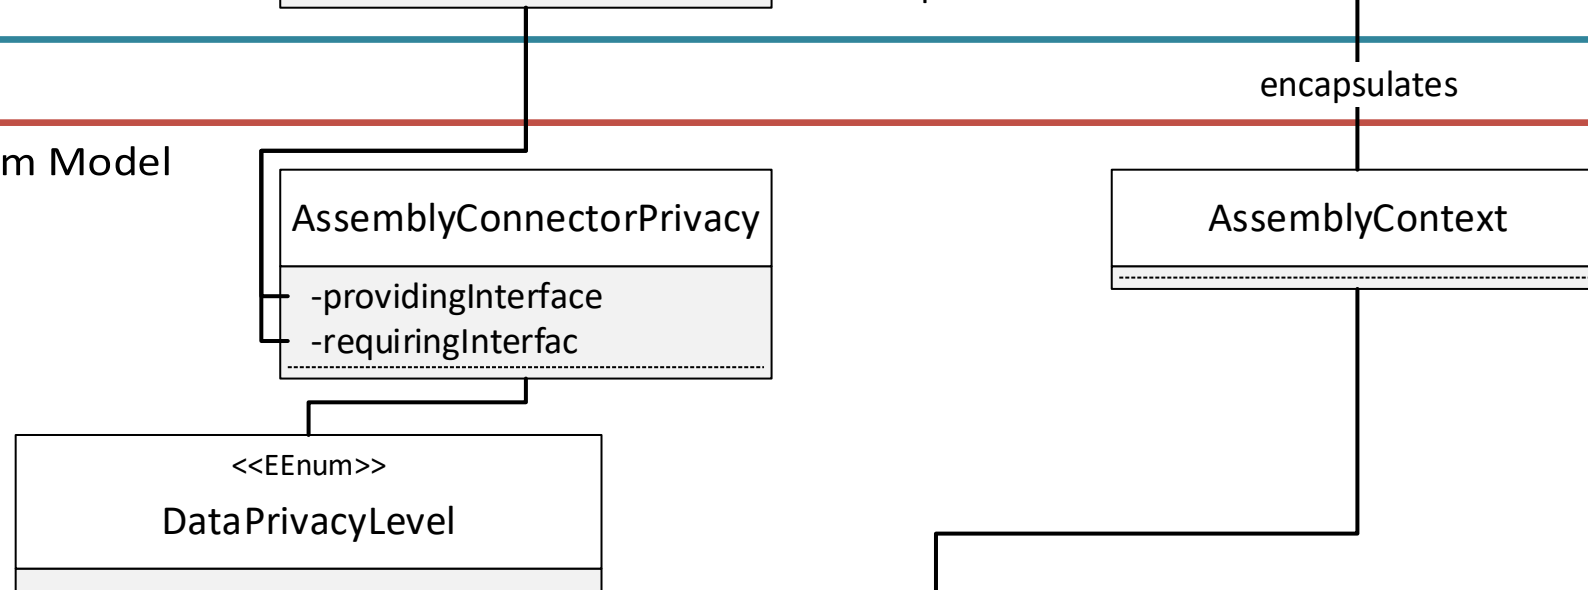 encapsulates
m Model
AssemblyConnectorPrivacy
-providingInterface
-requiringInterfac
AssemblyContext
<<EEnum>>
DataPrivacyLevel